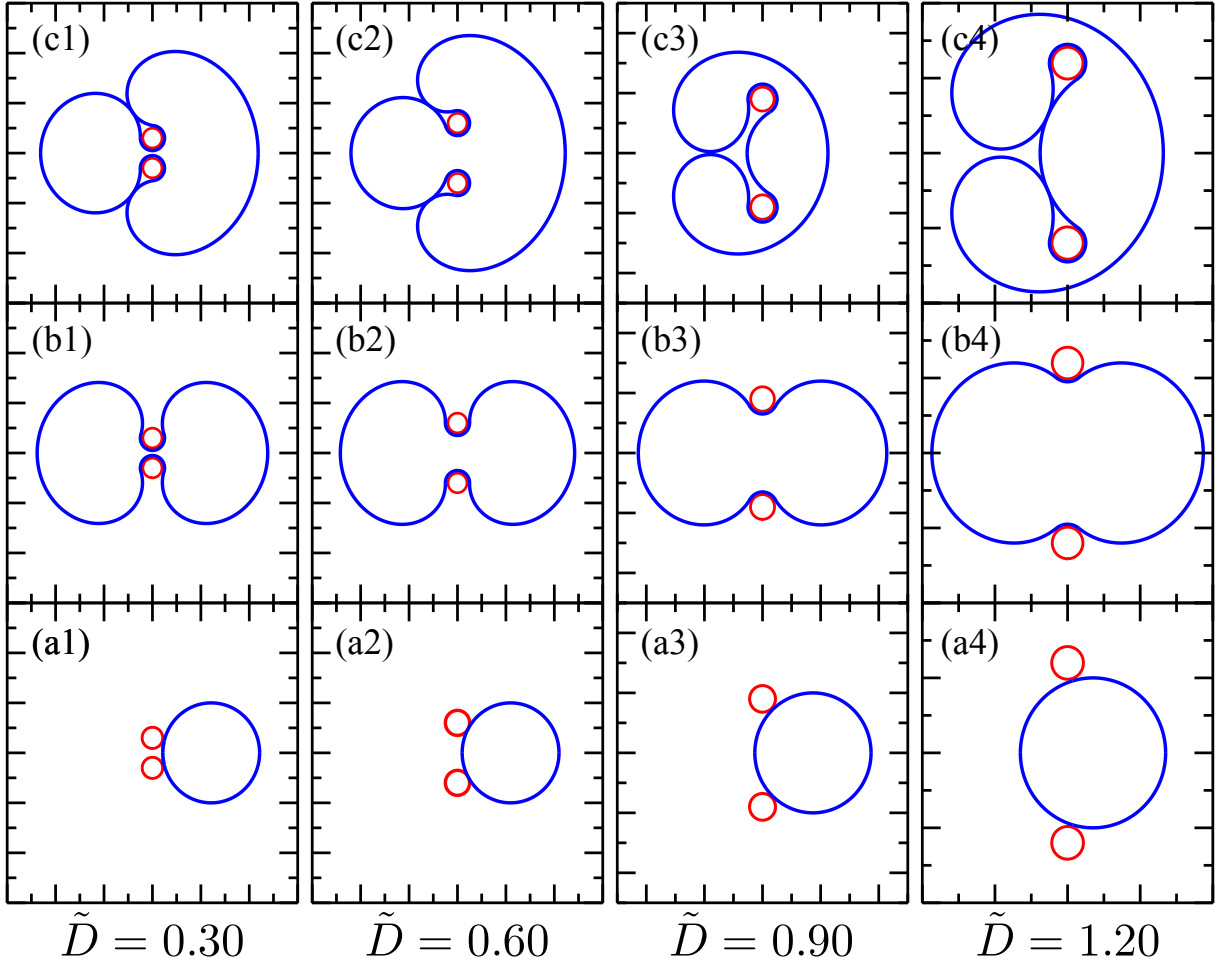 (c1) (c2) (c3) (c4)
(b1) (b2) (b3) (b4)
(a1) (a2) (a3) (a4)
D̃ = 0.30 D̃ = 0.60 D̃ = 0.90 D̃ = 1.20